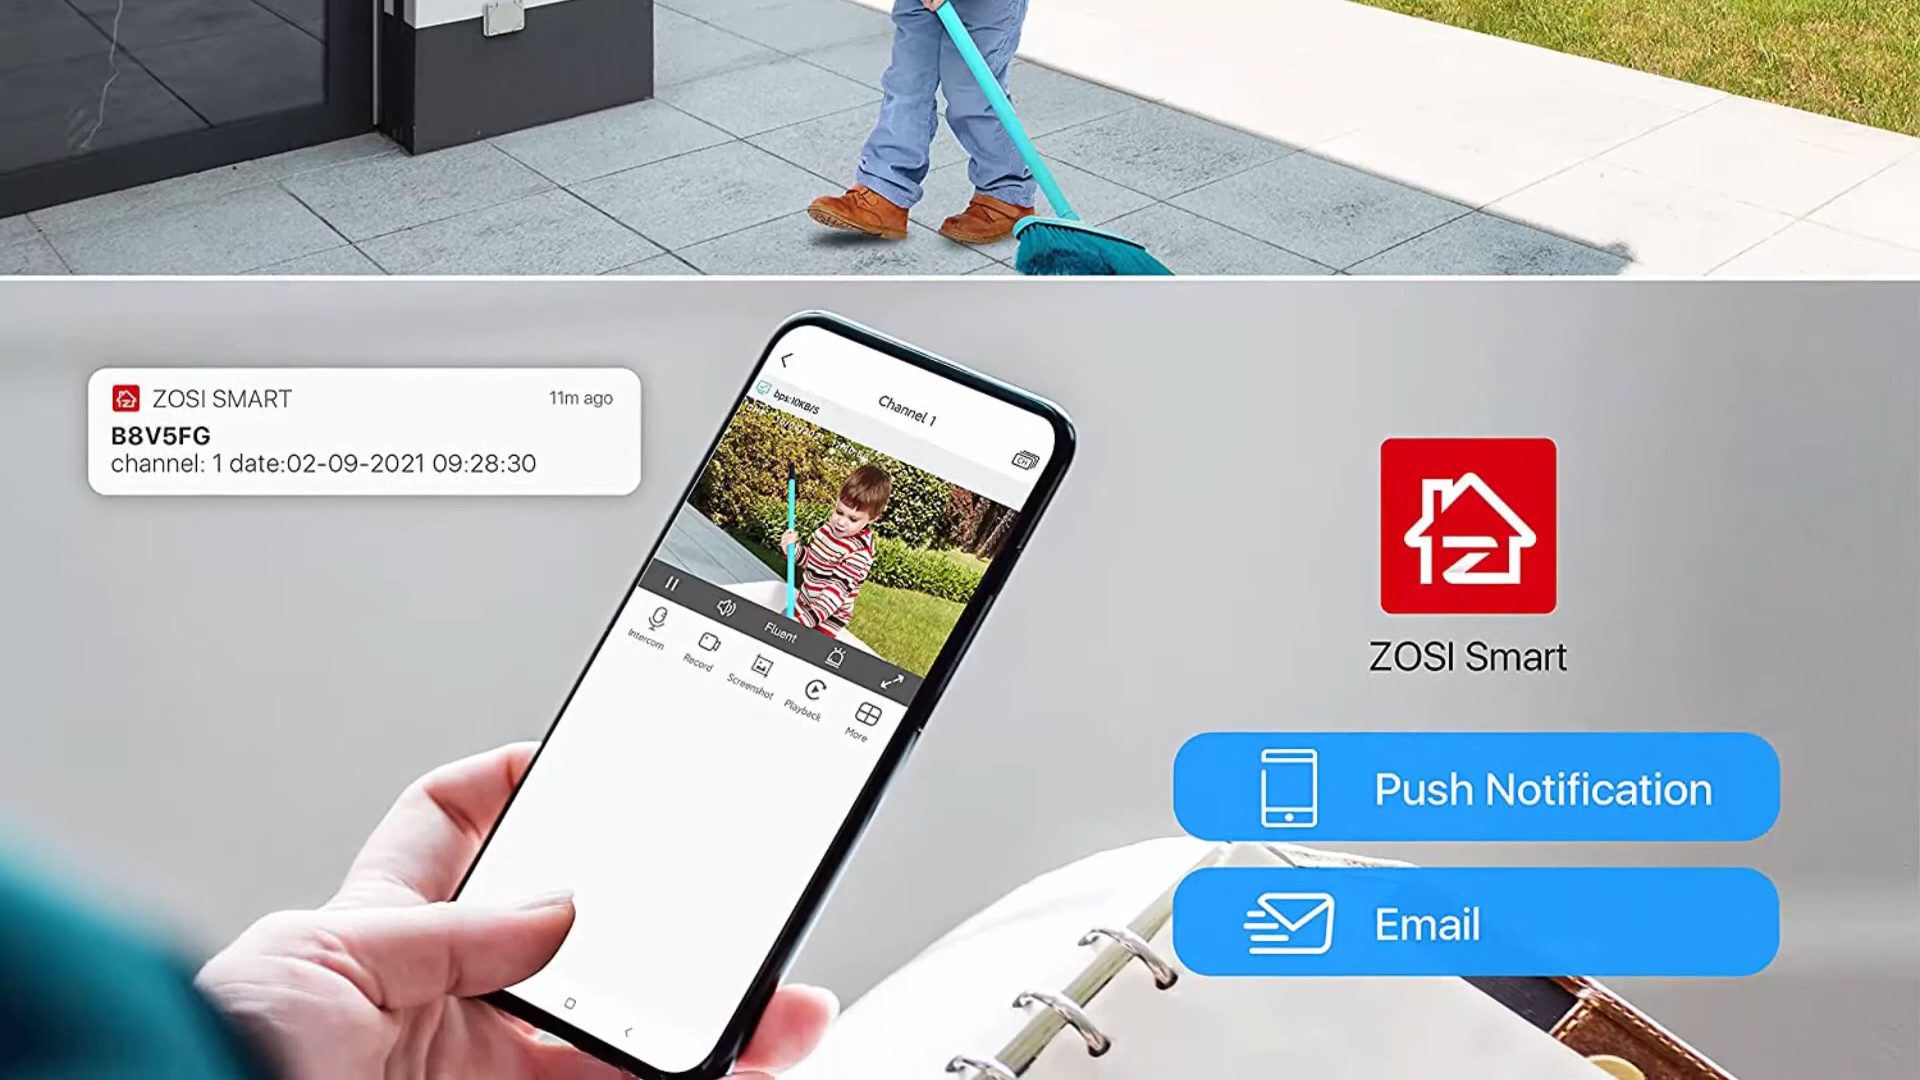 ZOSI SMART
11m ago
B8V5FG
channel: 1 date:02-09-2021 09:28:30
Channel 1
bps:10KB/S
CH
Fluent
Intercom
Record
Screenshot
Playback
More
ZOSI Smart
Push Notification
Email